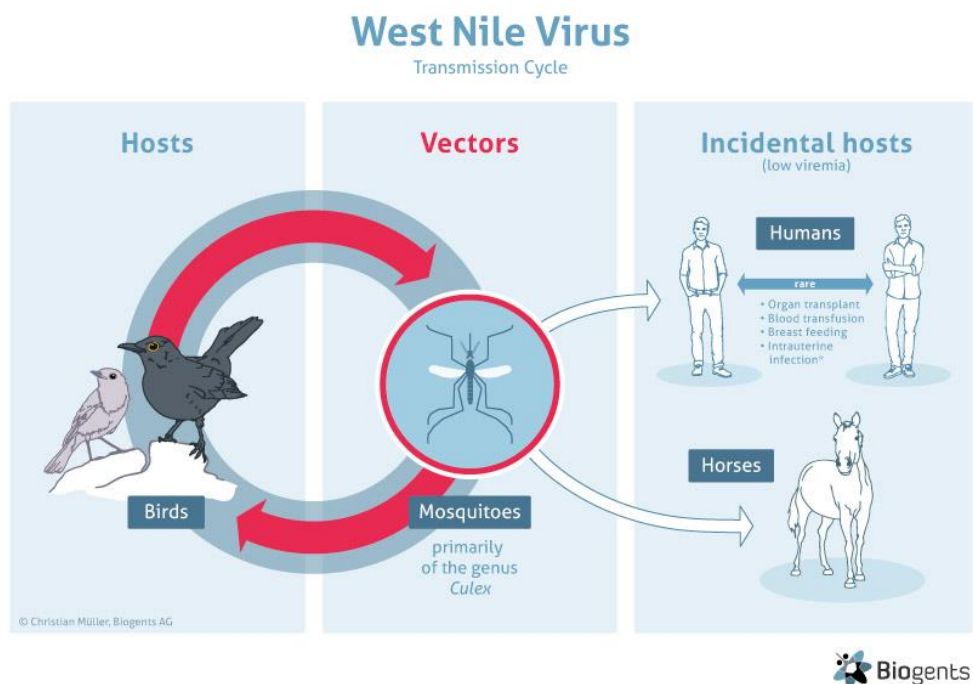 West Nile Virus
Transmission Cycle
Hosts
Birds
© Christian Müller, Biogents AG
Vectors
Mosquitoes
primarily
of the genus
Culex
Incidental hosts
(low viremia)
Humans
rare
• Organ transplant
• Blood transfusion
• Breast feeding
• Intrauterine
infection*
Horses
Biogents